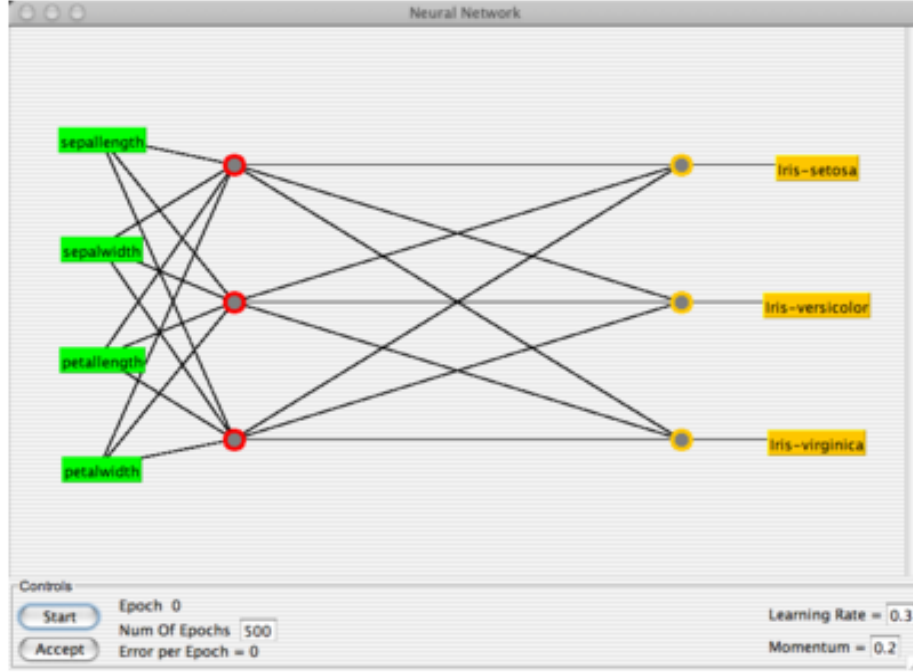 Neural Network
sepallength
sepalwidth
petallength
petalwidth
Iris-setosa
Iris-versicolor
Iris-virginica
Controls
Start
Accept
Epoch 0
Num Of Epochs 500
Error per Epoch = 0
Learning Rate = 0.3
Momentum = 0.2